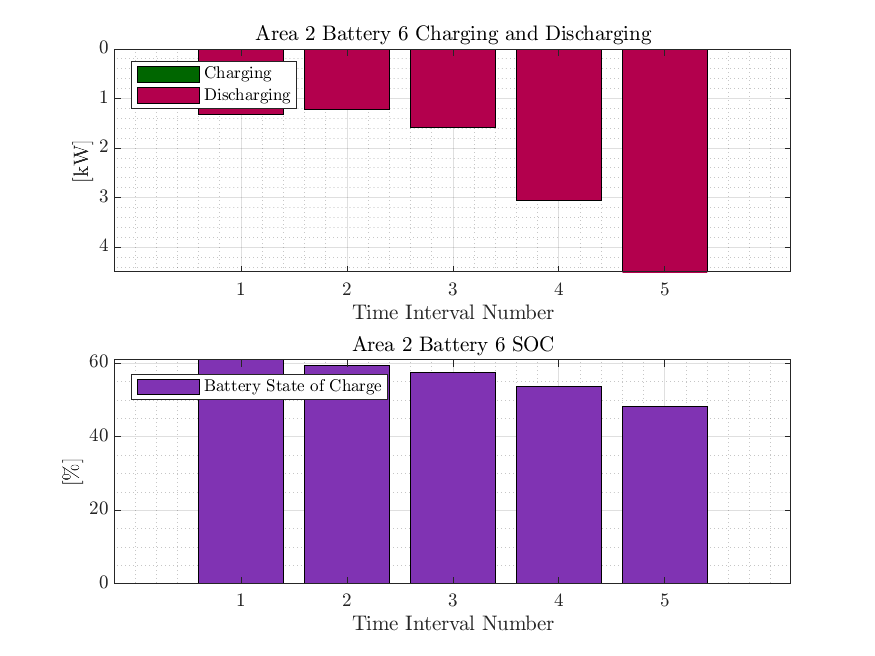 Area 2 Battery 6 Charging and Discharging
0
1
2
3
4
[kW]
Charging
Discharging
1 2 3 4 5
Time Interval Number
Area 2 Battery 6 SOC
60
40
20
0
[%]
Battery State of Charge
1 2 3 4 5
Time Interval Number